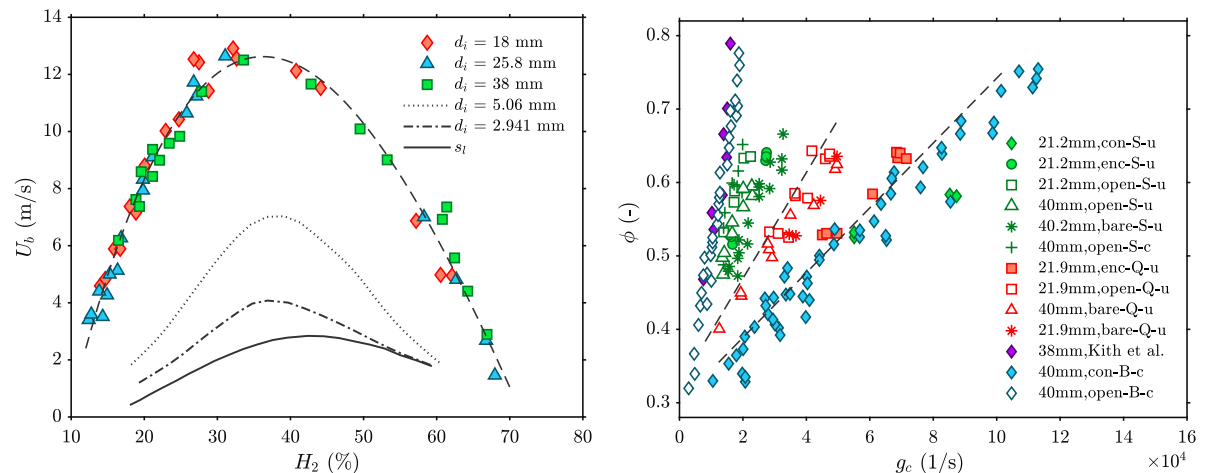 14
12
10
8
6
4
2
0
U_b (m/s)
10 20 30 40 50 60 70 80
H_2 (%)
d_i = 18 mm
d_i = 25.8 mm
d_i = 38 mm
d_i = 5.06 mm
d_i = 2.941 mm
s_l
0.8
0.7
0.6
0.5
0.4
0.3
ϕ (-)
0 2 4 6 8 10 12 14 16
g_c (1/s)
×10^4
21.2mm,con-S-u
21.2mm,enc-S-u
21.2mm,open-S-u
40mm,open-S-u
40.2mm,bare-S-u
40mm,open-S-c
21.9mm,enc-Q-u
21.9mm,open-Q-u
40mm,bare-Q-u
21.9mm,bare-Q-u
38mm,Kith et al.
40mm,con-B-c
40mm,open-B-c